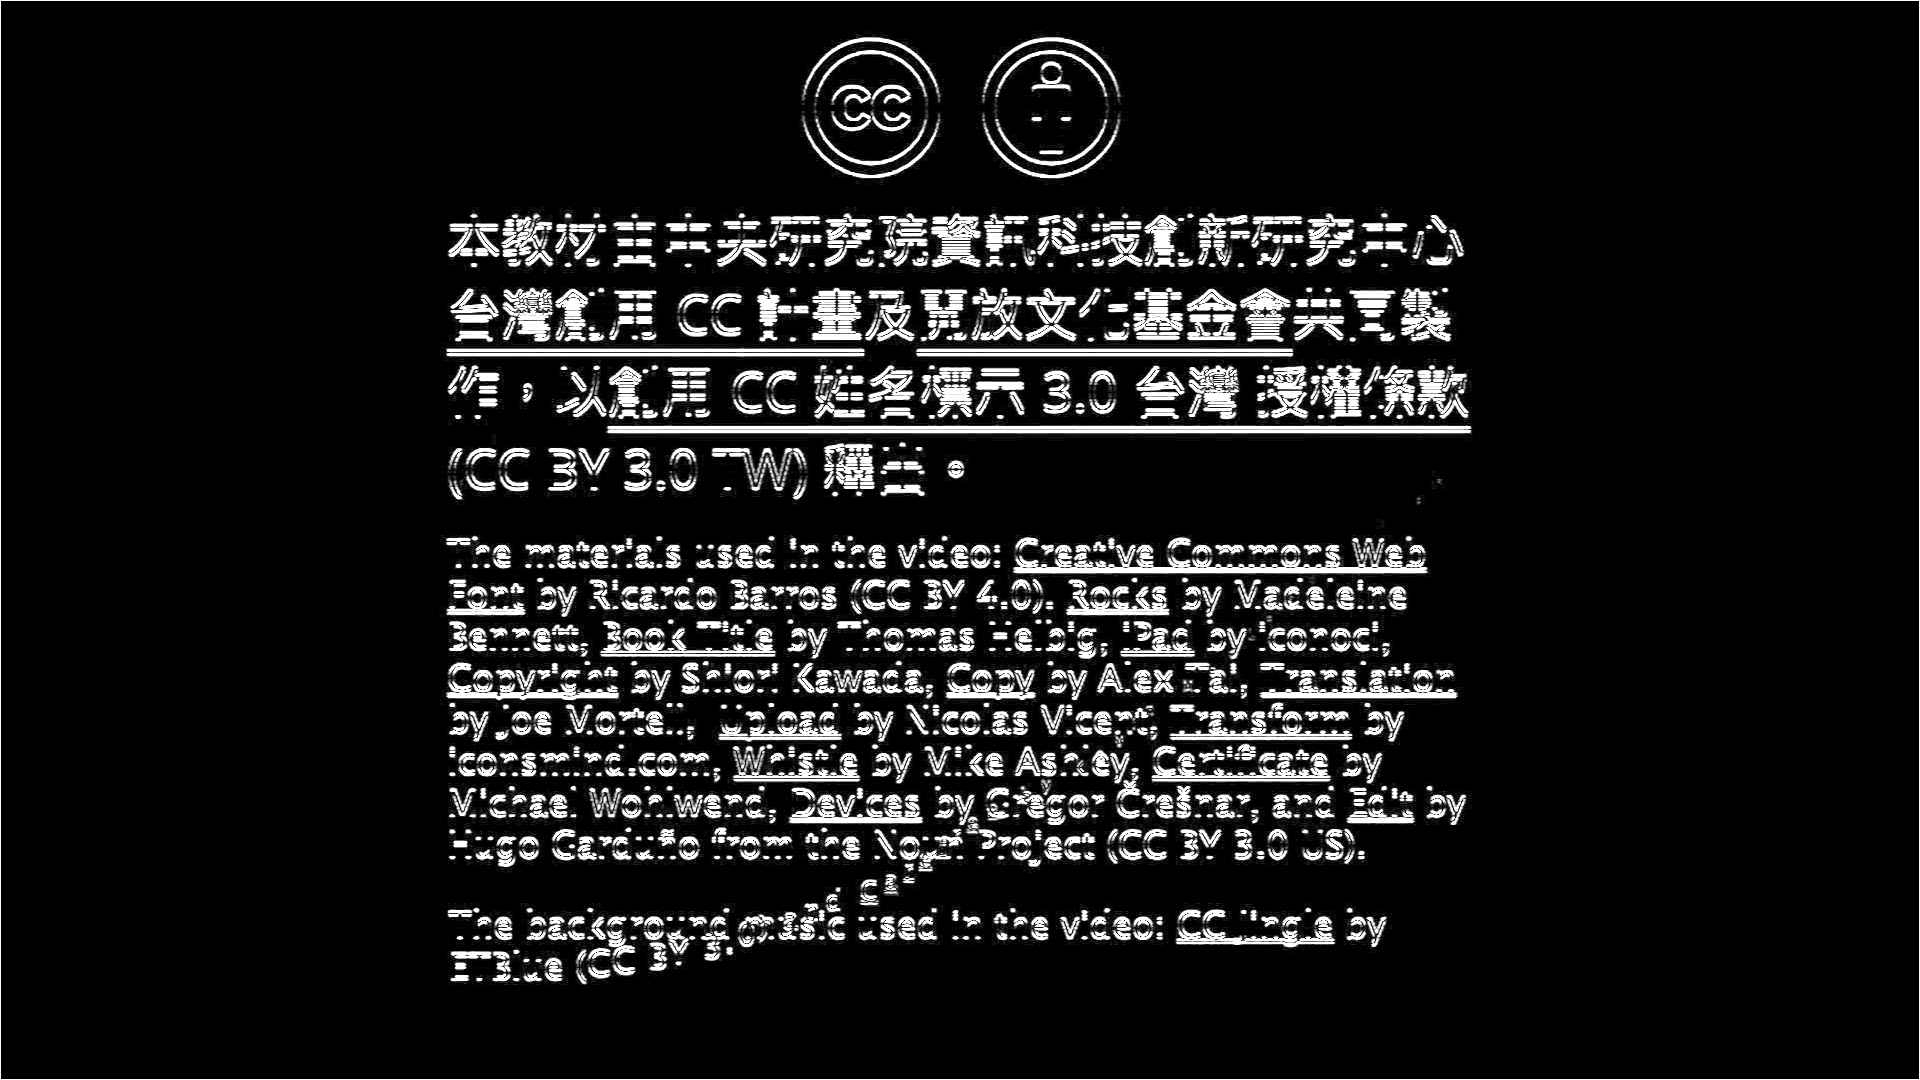 cc
本教材由中央研究院資訊科技創新研究中心
台灣創用 CC 計畫及開放文化基金會共同製
作，以創用 CC 姓名標示 3.0 台灣 授權條款
(CC BY 3.0 TW) 釋出。
The materials used in the video: Creative Commons Web
Font by Ricardo Barros (CC BY 4.0). Rocks by Madeleine
Bennett, Book Title by Thomas Helbig, iPad by Iconoci,
Copyright by Shiori Kawada, Copy by Alex Tai, Translation
by Joe Mortell, Upload by Nicolas Vicent, Transform by
iconsmind.com, Whistle by Mike Ashley, Certificate by
Michael Wohlwend, Devices by Gregor Črešnar, and Edit by
Hugo Garduño from the Noun Project (CC BY 3.0 US).
The background music used in the video: CC Jingle by
ETBlue (CC BY 3.0